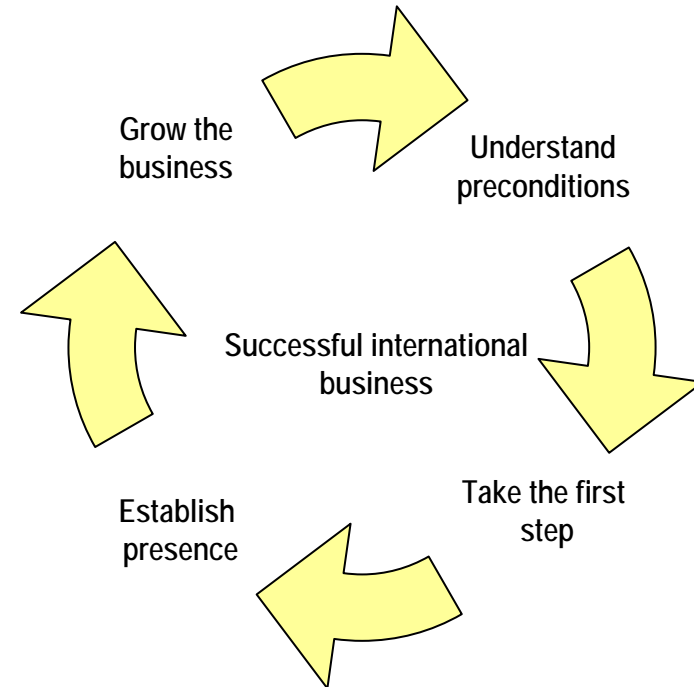 Grow the
business
Understand
preconditions
Successful international
business
Take the first
step
Establish
presence